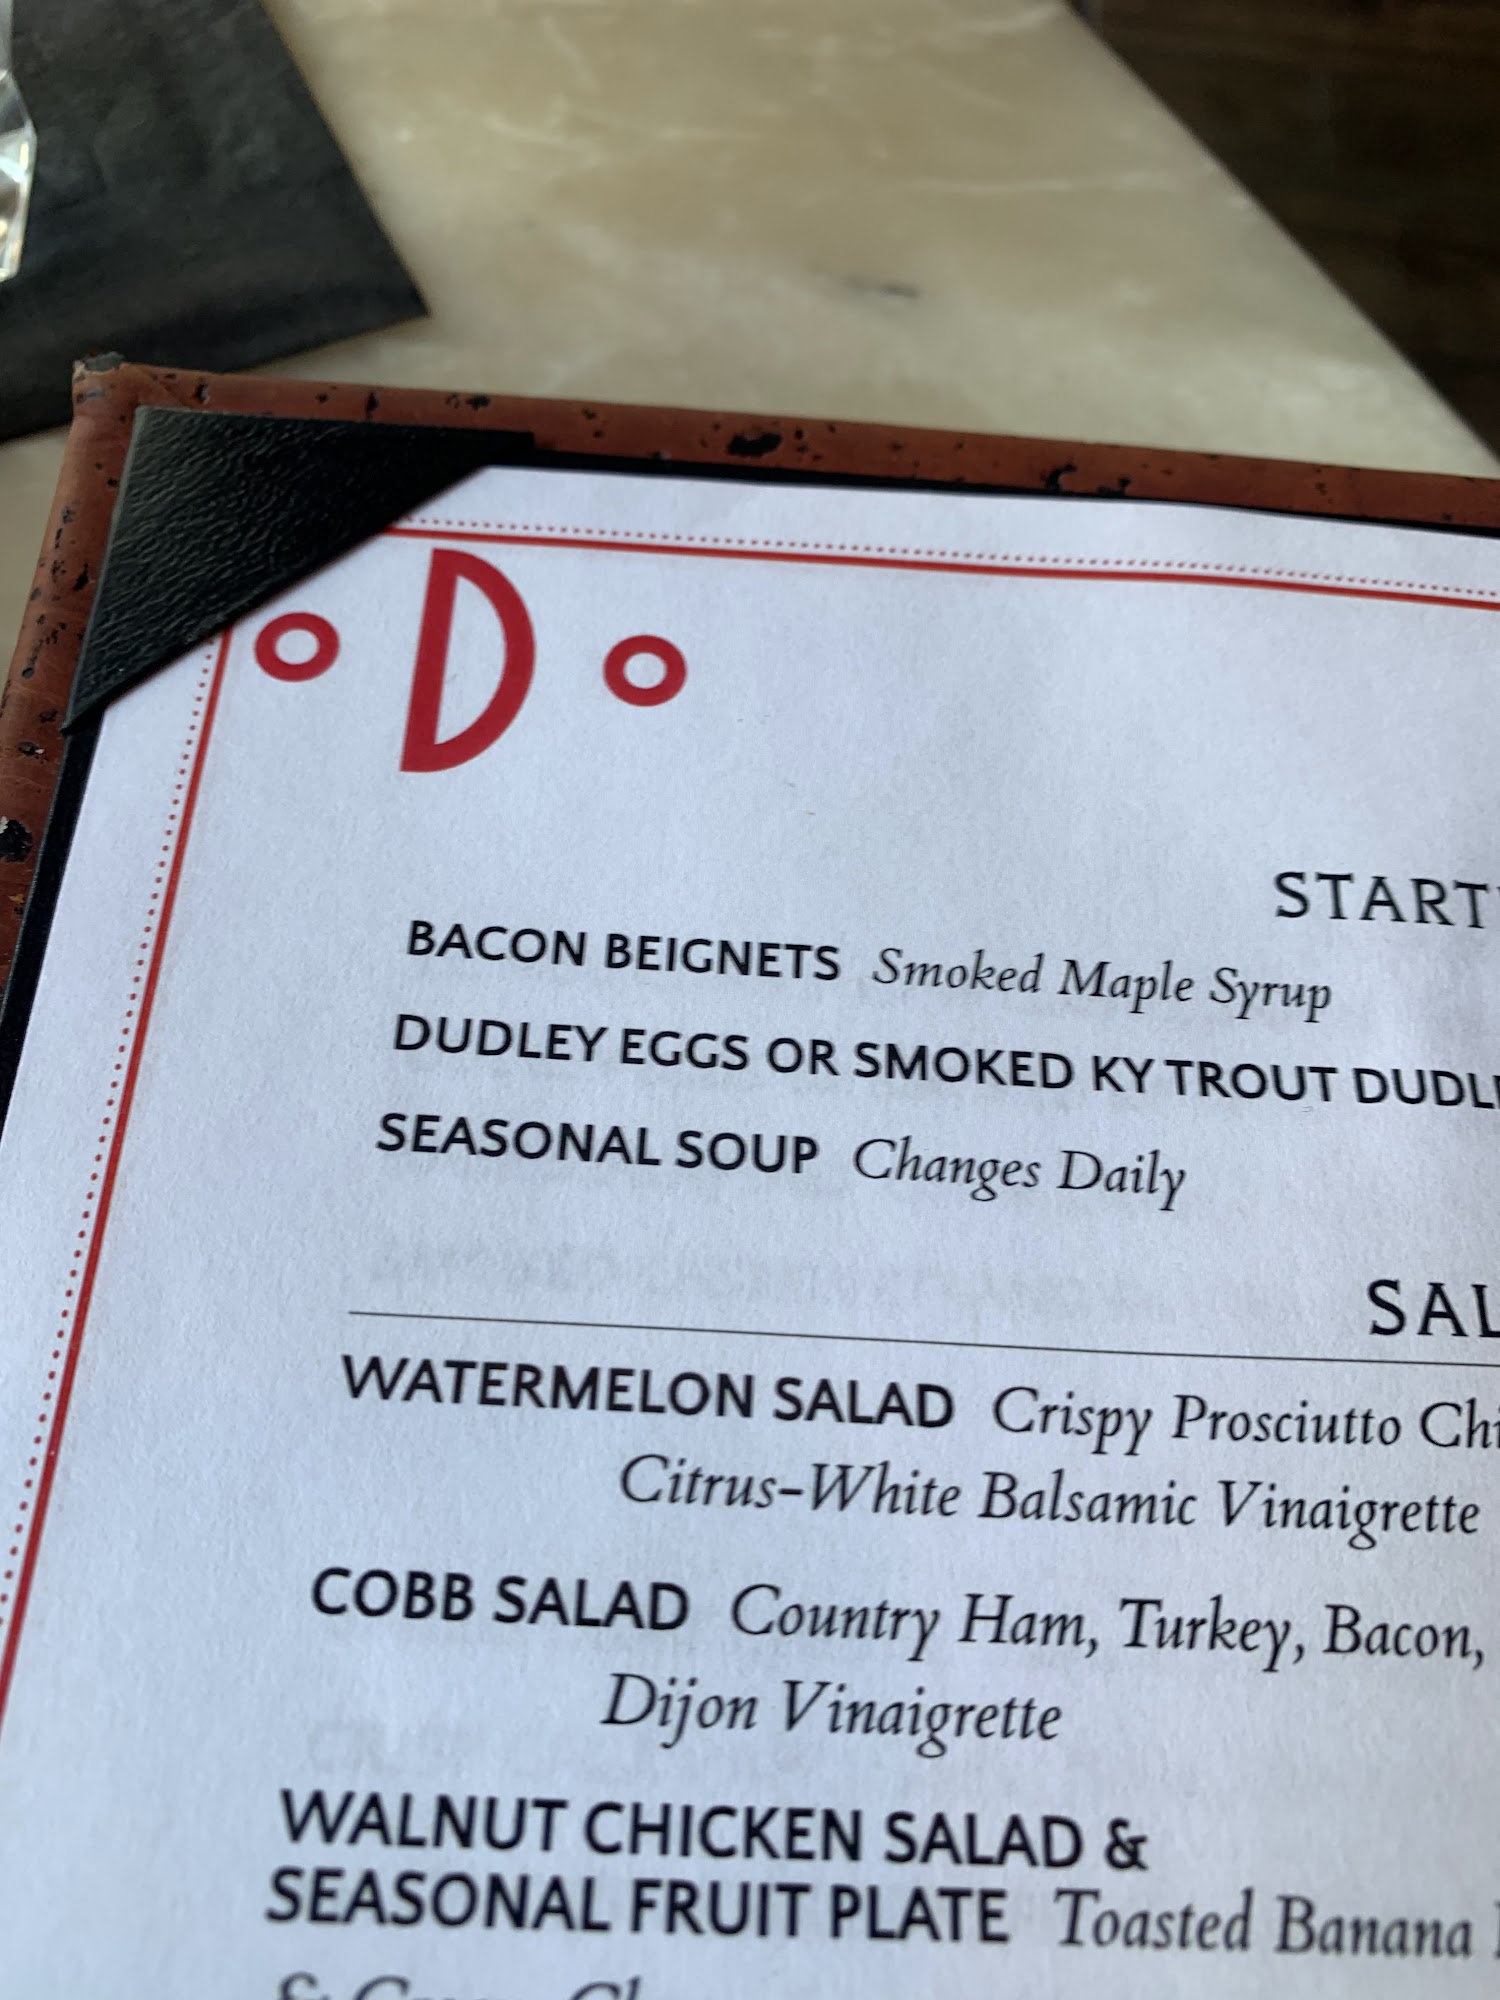 D
START
BACON BEIGNETS Smoked Maple Syrup
DUDLEY EGGS OR SMOKED KY TROUT DUDL
SEASONAL SOUP Changes Daily
SAL
WATERMELON SALAD Crispy Prosciutto Chi
Citrus-White Balsamic Vinaigrette
COBB SALAD Country Ham, Turkey, Bacon,
Dijon Vinaigrette
WALNUT CHICKEN SALAD &
SEASONAL FRUIT PLATE Toasted Banana
&